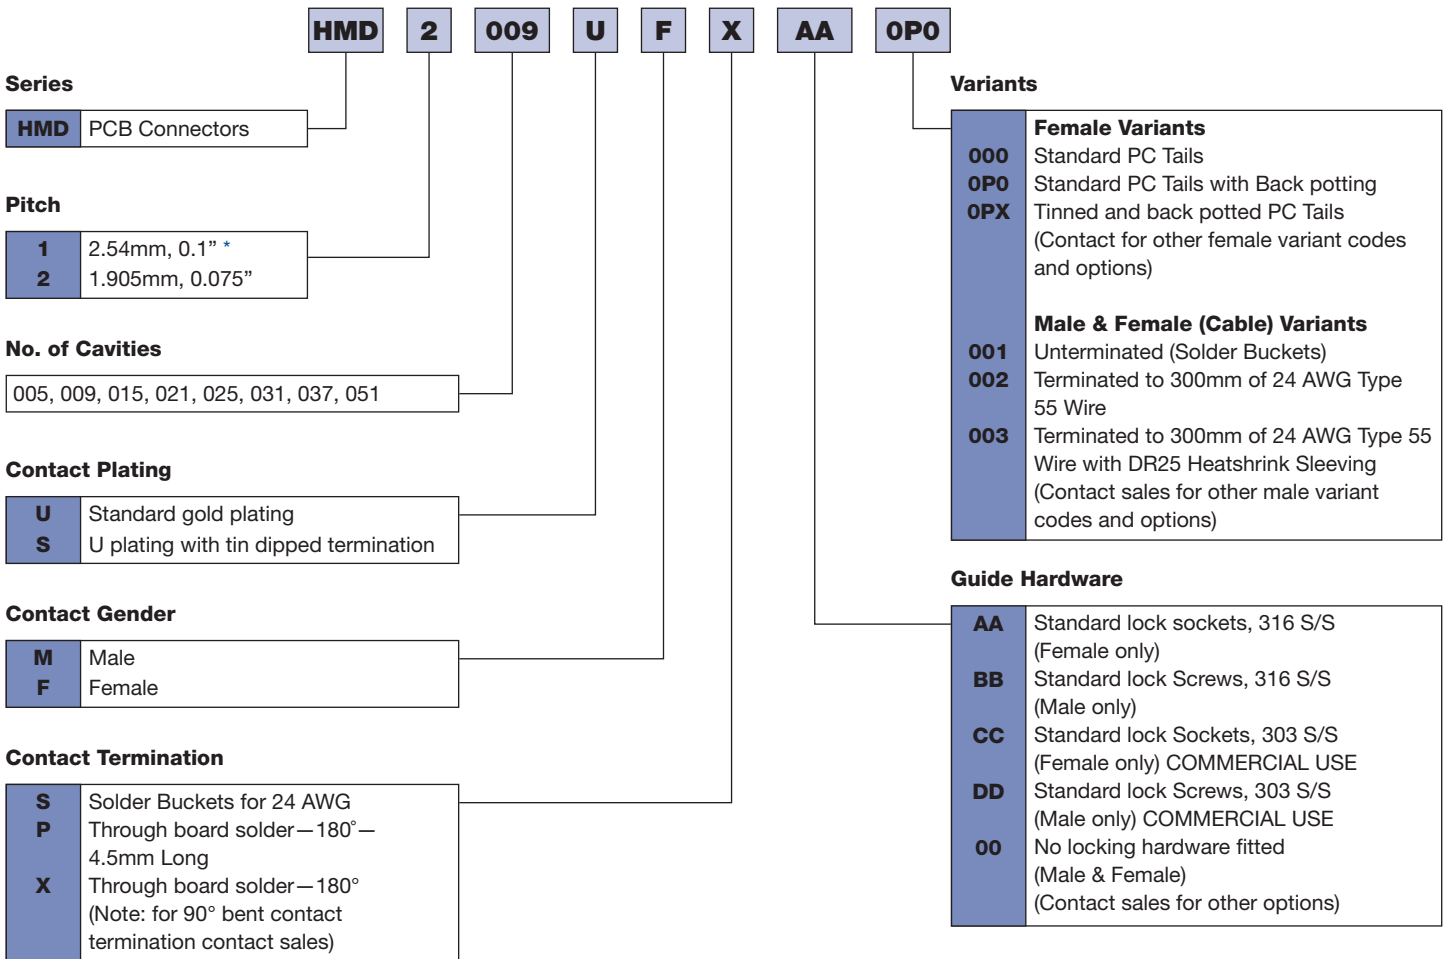 HMD 2 009 U F X AA 0P0
Series
HMD PCB Connectors
Pitch
1 2.54mm, 0.1” *
2 1.905mm, 0.075”
No. of Cavities
005, 009, 015, 021, 025, 031, 037, 051
Contact Plating
U Standard gold plating
S U plating with tin dipped termination
Contact Gender
M Male
F Female
Contact Termination
S Solder Buckets for 24 AWG
P Through board solder—180˚—
4.5mm Long
X Through board solder—180°
(Note: for 90° bent contact
termination contact sales)
Variants
Female Variants
000 Standard PC Tails
0P0 Standard PC Tails with Back potting
0PX Tinned and back potted PC Tails
(Contact for other female variant codes
and options)
Male & Female (Cable) Variants
001 Unterminated (Solder Buckets)
002 Terminated to 300mm of 24 AWG Type
55 Wire
003 Terminated to 300mm of 24 AWG Type 55
Wire with DR25 Heatshrink Sleeving
(Contact sales for other male variant
codes and options)
Guide Hardware
AA Standard lock sockets, 316 S/S
(Female only)
BB Standard lock Screws, 316 S/S
(Male only)
CC Standard lock Sockets, 303 S/S
(Female only) COMMERCIAL USE
DD Standard lock Screws, 303 S/S
(Male only) COMMERCIAL USE
00 No locking hardware fitted
(Male & Female)
(Contact sales for other options)